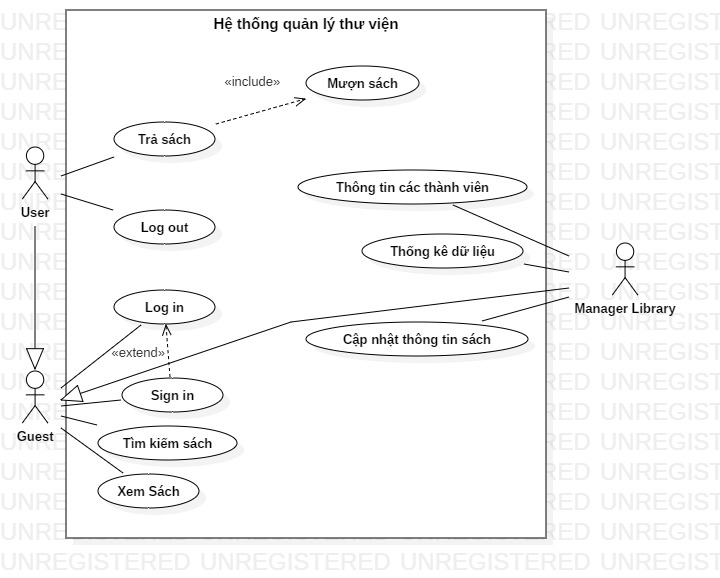 Hệ thống quản lý thư viện
«include»
Mượn sách
Trả sách
Thông tin các thành viên
User
Log out
Thống kê dữ liệu
Log in
Manager Library
«extend»
Cập nhật thông tin sách
Sign in
Guest
Tìm kiếm sách
Xem Sách
UNREGISTERED UNREGISTERED UNREGISTERED UNREGIST